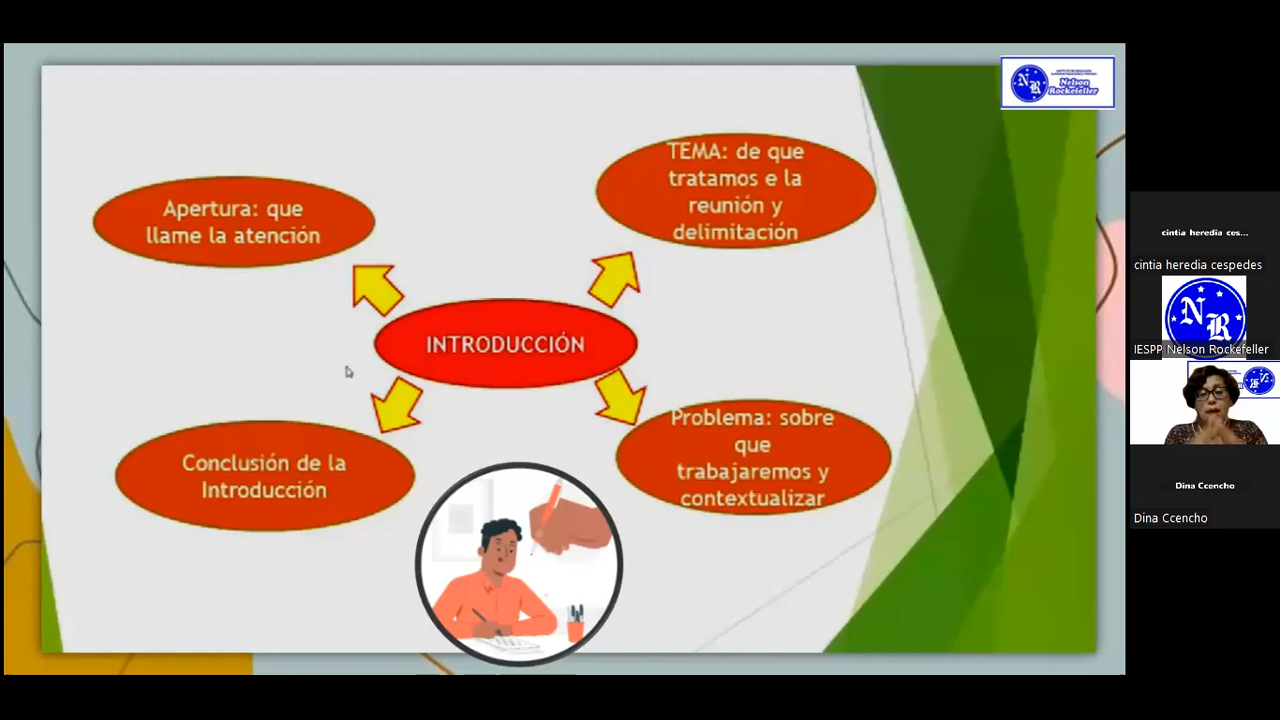 Nelson
Rockefeller
TEMA: de que
tratamos e la
reunión y
delimitación
Apertura: que
llame la atención
INTRODUCCIÓN
Problema: sobre
que
trabajaremos y
contextualizar
Conclusión de la
Introducción
cintia heredia ces...
cintia heredia cespedes
N R
IESPP Nelson Rockefeller
Dina Ccencho
Dina Ccencho